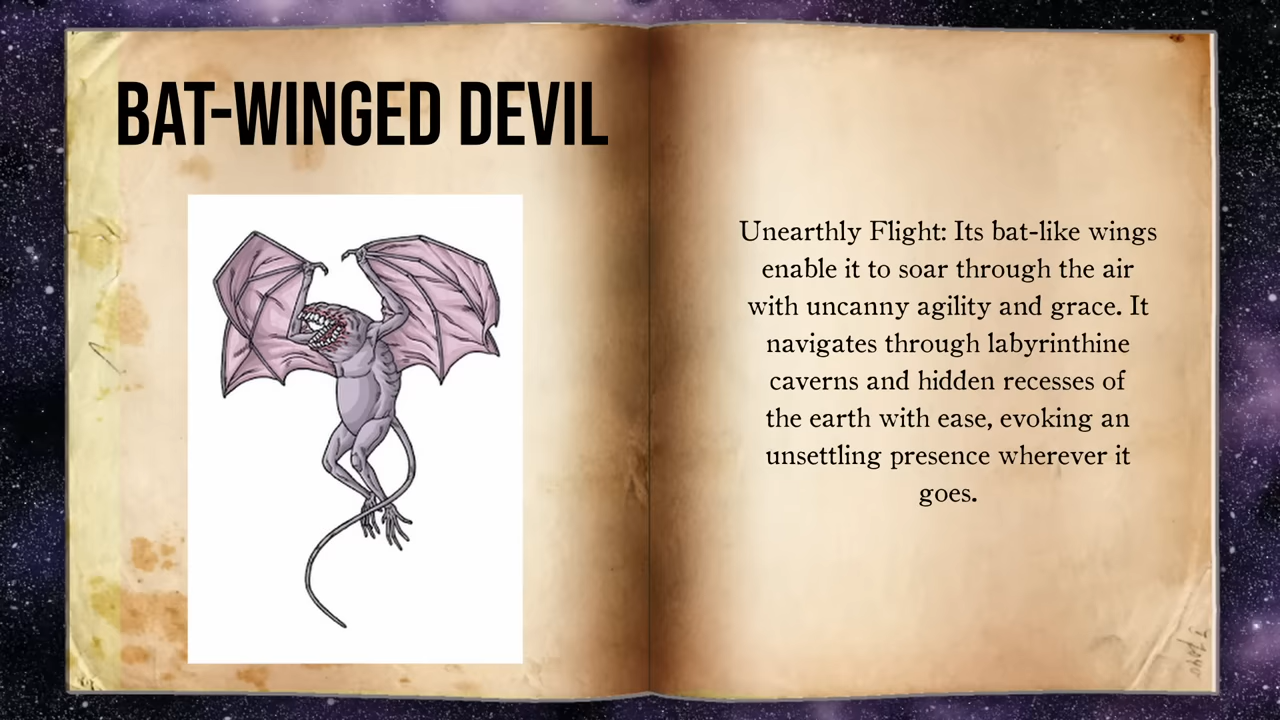 BAT-WINGED DEVIL
Unearthly Flight: Its bat-like wings
enable it to soar through the air
with uncanny agility and grace. It
navigates through labyrinthine
caverns and hidden recesses of
the earth with ease, evoking an
unsettling presence wherever it
goes.